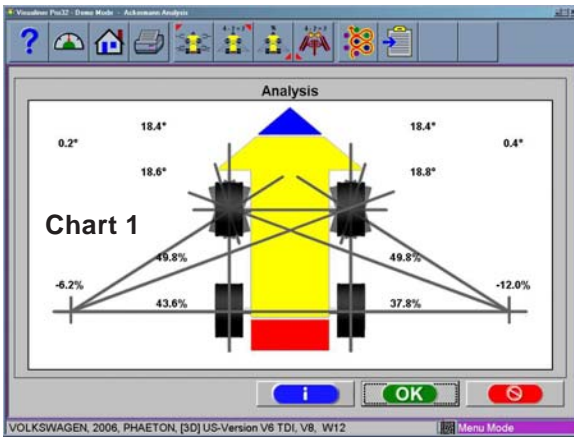 Visualiner Pro32 - Demo Mode - Ackermann Analysis
Analysis
18.4° 18.4°
0.2° 0.4°
18.6° 18.8°
Chart 1
49.8% 49.8%
-6.2% -12.0%
43.6% 37.8%
i OK
VOLKSWAGEN, 2006, PHAETON, [3D] US-Version V6 TDI, V8, W12 Menu Mode